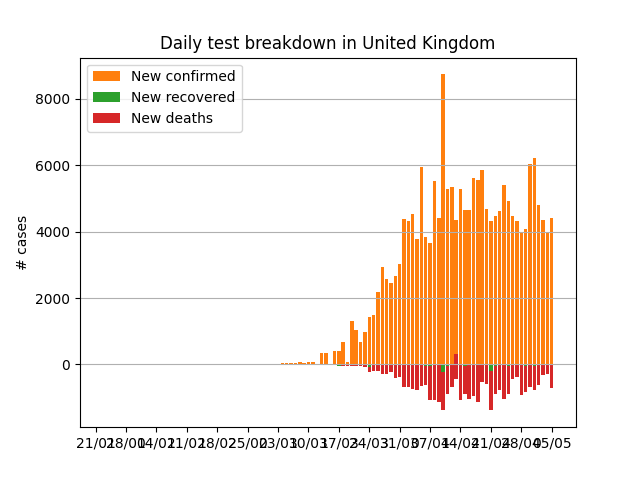 Daily test breakdown in United Kingdom
New confirmed
New recovered
New deaths
8000
6000
4000
2000
0
# cases
21/01 28/01 04/02 11/02 18/02 25/02 03/03 10/03 17/03 24/03 31/03 07/04 14/04 21/04 28/04 05/05